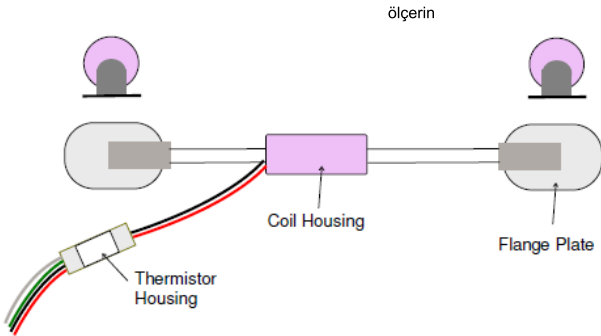 ölçerin
Coil Housing
Flange Plate
Thermistor
Housing